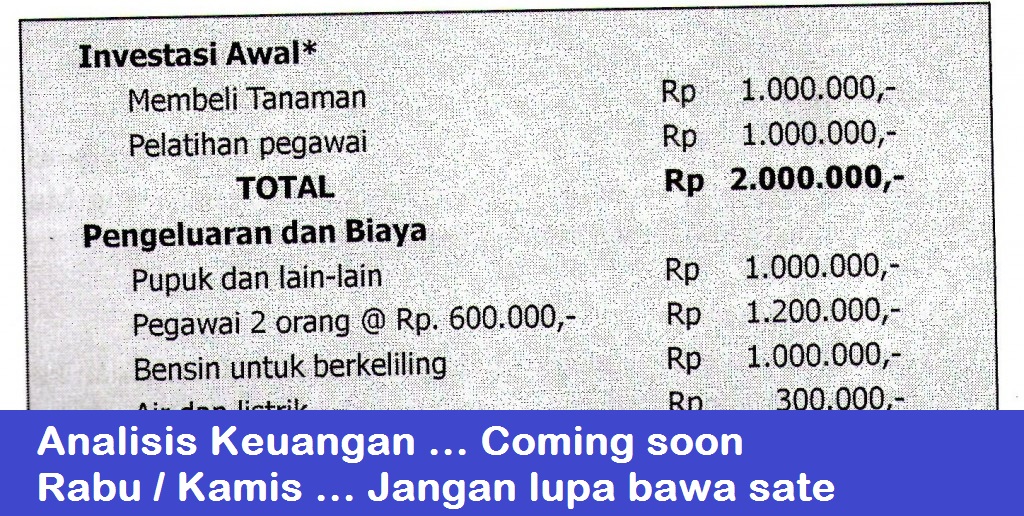 Investasi Awal*
Membeli Tanaman Rp 1.000.000,-
Pelatihan pegawai Rp 1.000.000,-
TOTAL Rp 2.000.000,-
Pengeluaran dan Biaya
Pupuk dan lain-lain Rp 1.000.000,-
Pegawai 2 orang @ Rp. 600.000,- Rp 1.200.000,-
Bensin untuk berkeliling Rp 1.000.000,-
Air dan listrik Rp 300.000,-
Analisis Keuangan ... Coming soon
Rabu / Kamis ... Jangan lupa bawa sate